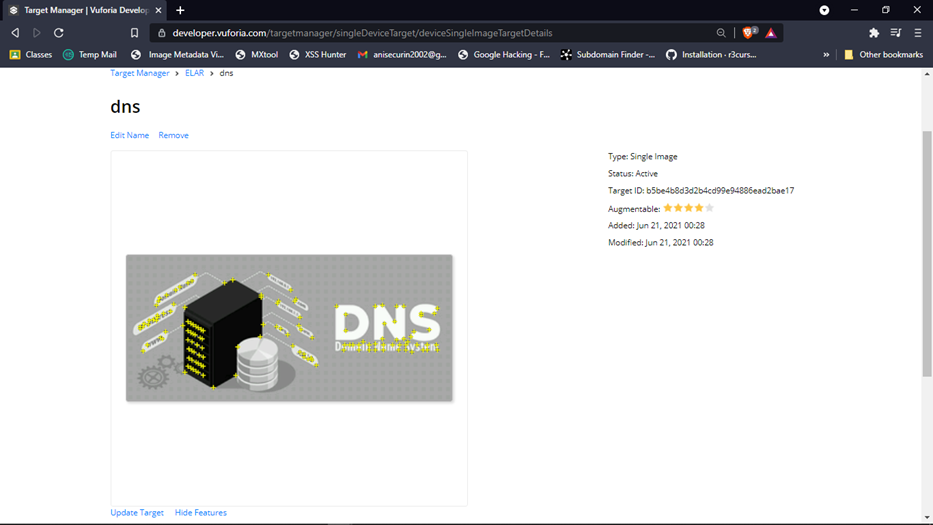 Target Manager | Vuforia Develop
developer.vuforia.com/targetmanager/singleDeviceTarget/deviceSingleImageTargetDetails
Classes
Temp Mail
Image Metadata Vi...
MXtool
XSS Hunter
anisecurin2002@g...
Google Hacking - F...
Subdomain Finder -...
Installation · r3curs...
»
Other bookmarks
Target Manager > ELAR > dns
dns
Edit Name Remove
Type: Single Image
Status: Active
Target ID: b5be4b8d3d2b4cd99e94886ead2bae17
Augmentable:
Added: Jun 21, 2021 00:28
Modified: Jun 21, 2021 00:28
DNS
Domain Name System
Update Target Hide Features